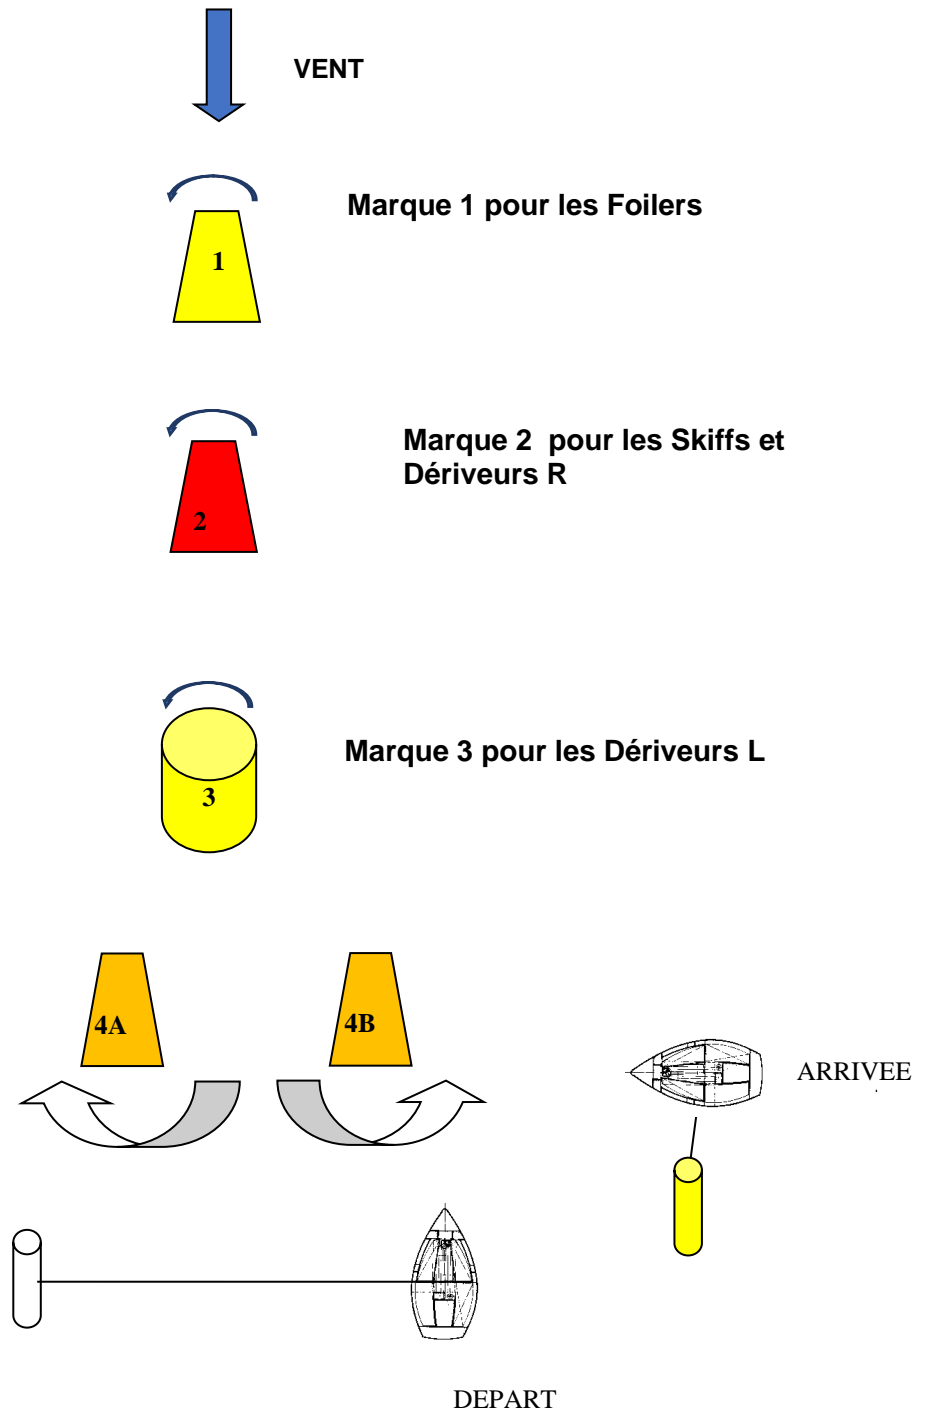 VENT
Marque 1 pour les Foilers
1
Marque 2  pour les Skiffs et
Dériveurs R
2
Marque 3 pour les Dériveurs L
3
4A
4B
ARRIVEE
DEPART